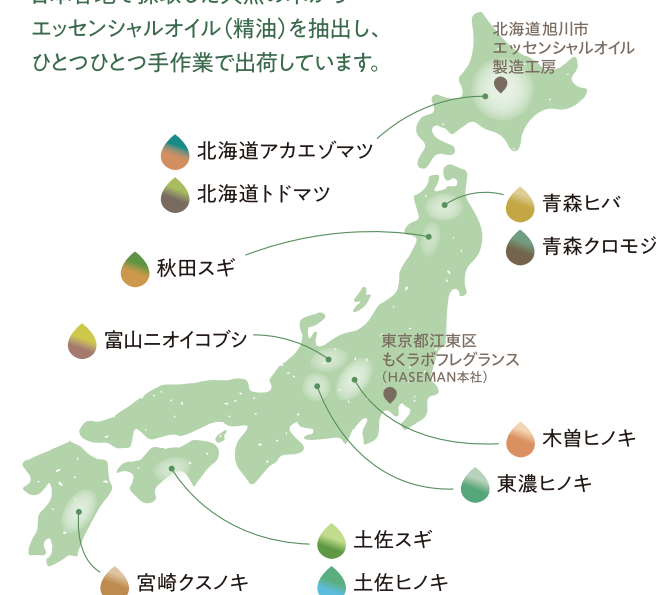 エッセンシャルオイル（精油）を抽出し、
ひとつひとつ手作業で出荷しています。
北海道旭川市
エッセンシャルオイル
製造工房
北海道アカエゾマツ
北海道トドマツ
青森ヒバ
青森クロモジ
秋田スギ
富山ニオイコブシ
東京都江東区
もくラボフレグランス
（HASEMAN本社）
木曽ヒノキ
東濃ヒノキ
土佐スギ
土佐ヒノキ
宮崎クスノキ